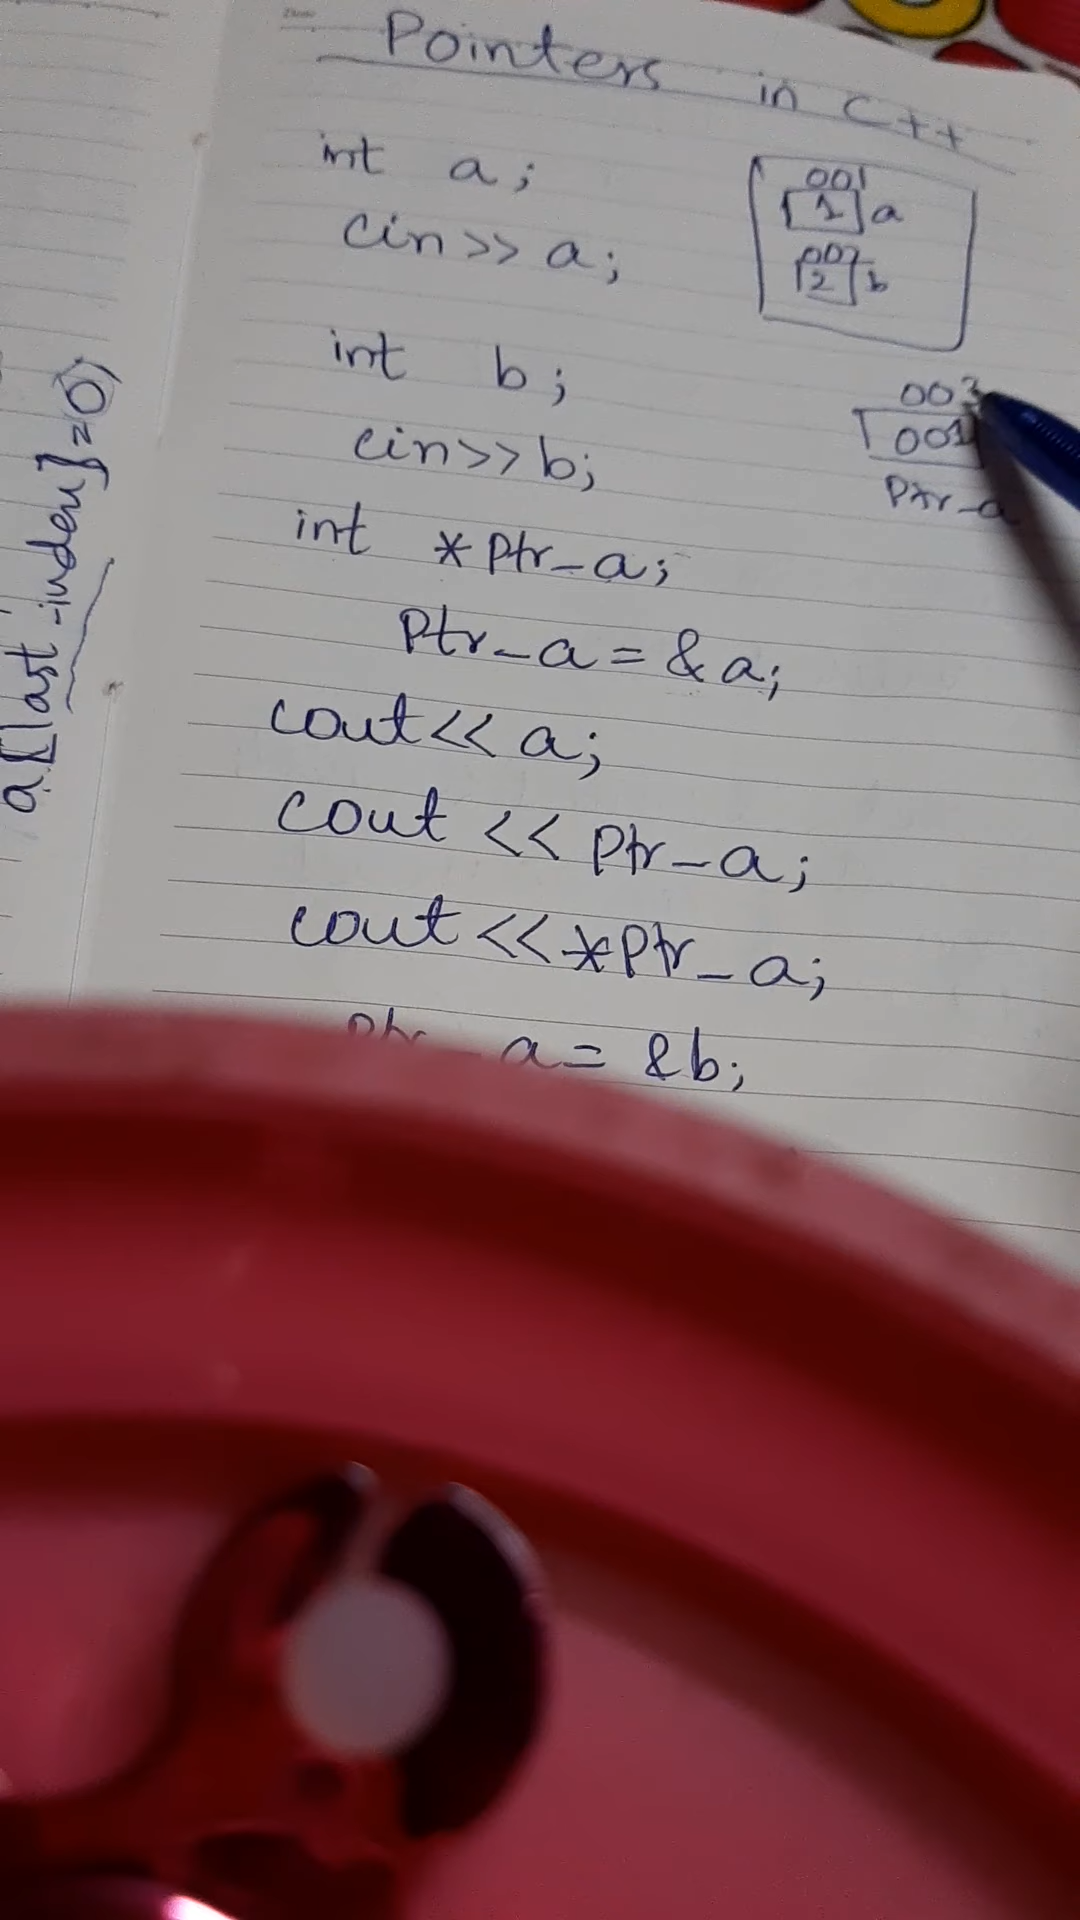 Pointers in C++
int a;
cin>> a;
int b;
cin>>b;
int *ptr_a;
ptr_a = &a;
cout<< a;
cout << ptr_a;
cout <<*ptr_a;
ptr_a = &b;
001
1 a
002
2 b
003
001
ptr_a
a[last-index]=0;